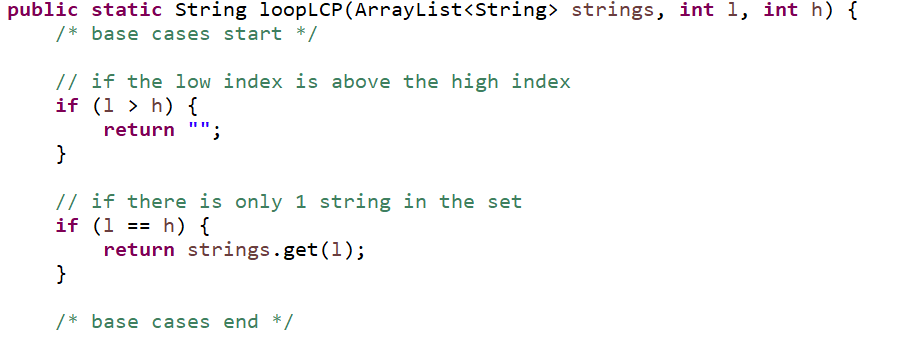 public static String loopLCP(ArrayList<String> strings, int l, int h) {
/* base cases start */
// if the low index is above the high index
if (l > h) {
return "";
}
// if there is only 1 string in the set
if (l == h) {
return strings.get(l);
}
/* base cases end */